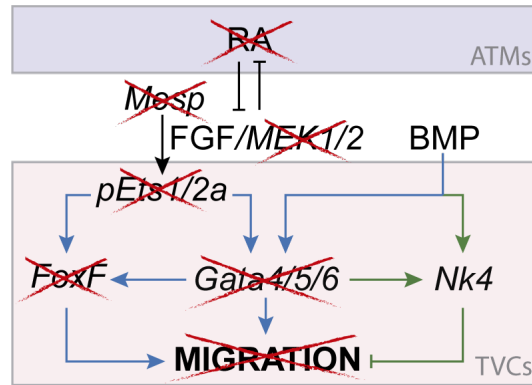 RA
ATMs
Mesp
FGF/MEK1/2 BMP
pEts1/2a
FoxF Gata4/5/6 Nk4
MIGRATION
TVCs